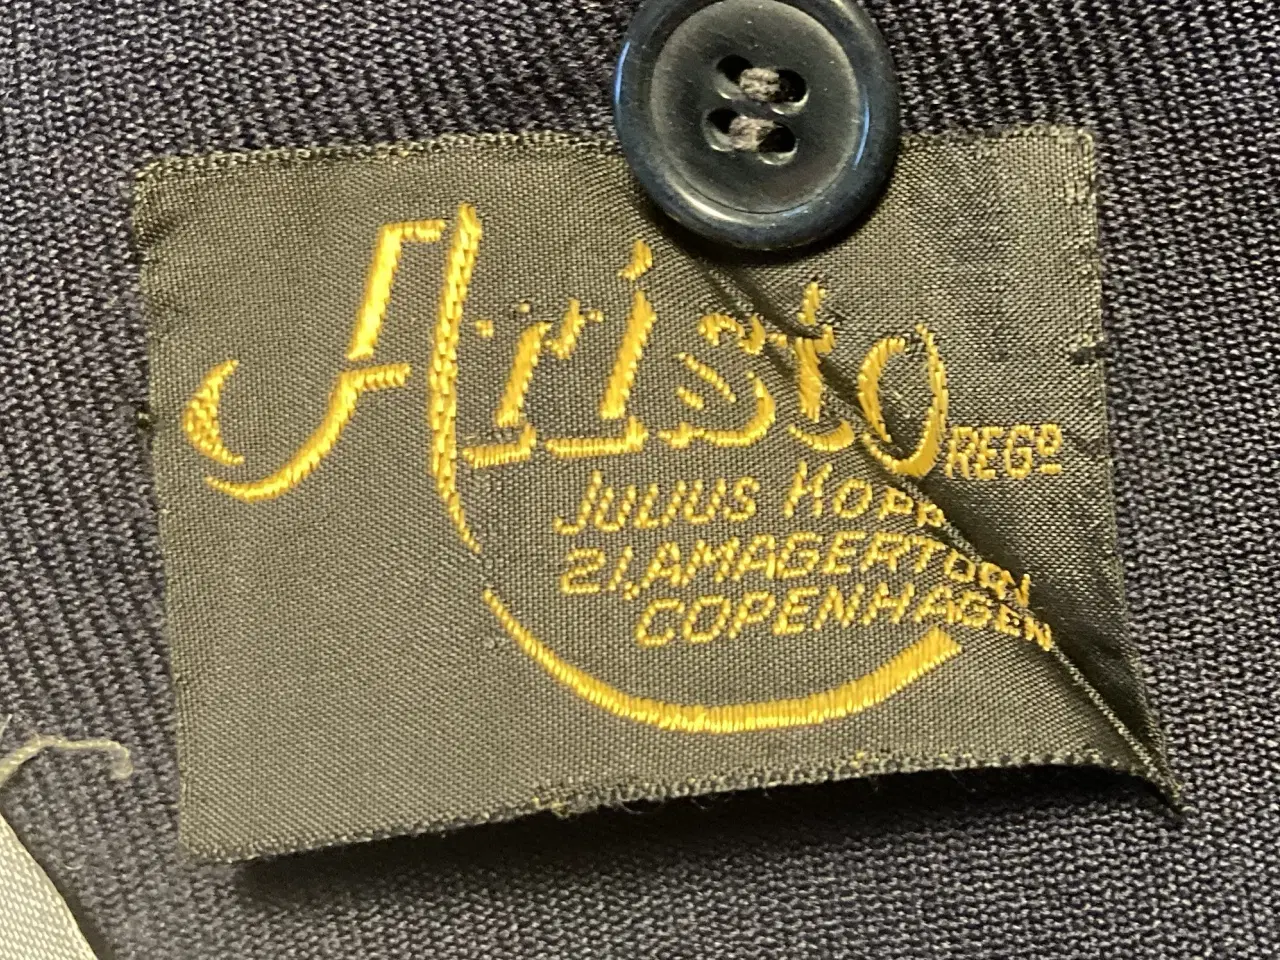 Aristo REGD
JULIUS KOPP
21, AMAGERTORV
COPENHAGEN